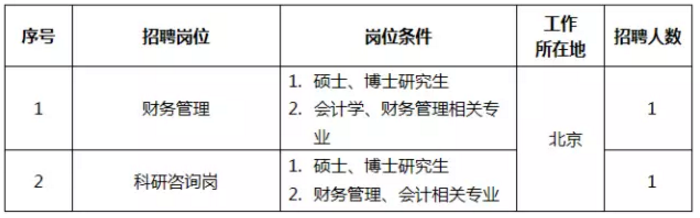 序号 招聘岗位 岗位条件 工作所在地 招聘人数
1 财务管理 1. 硕士、博士研究生
2. 会计学、财务管理相关专
业 北京 1
2 科研咨询岗 1. 硕士、博士研究生
2. 财务管理、会计相关专业 1